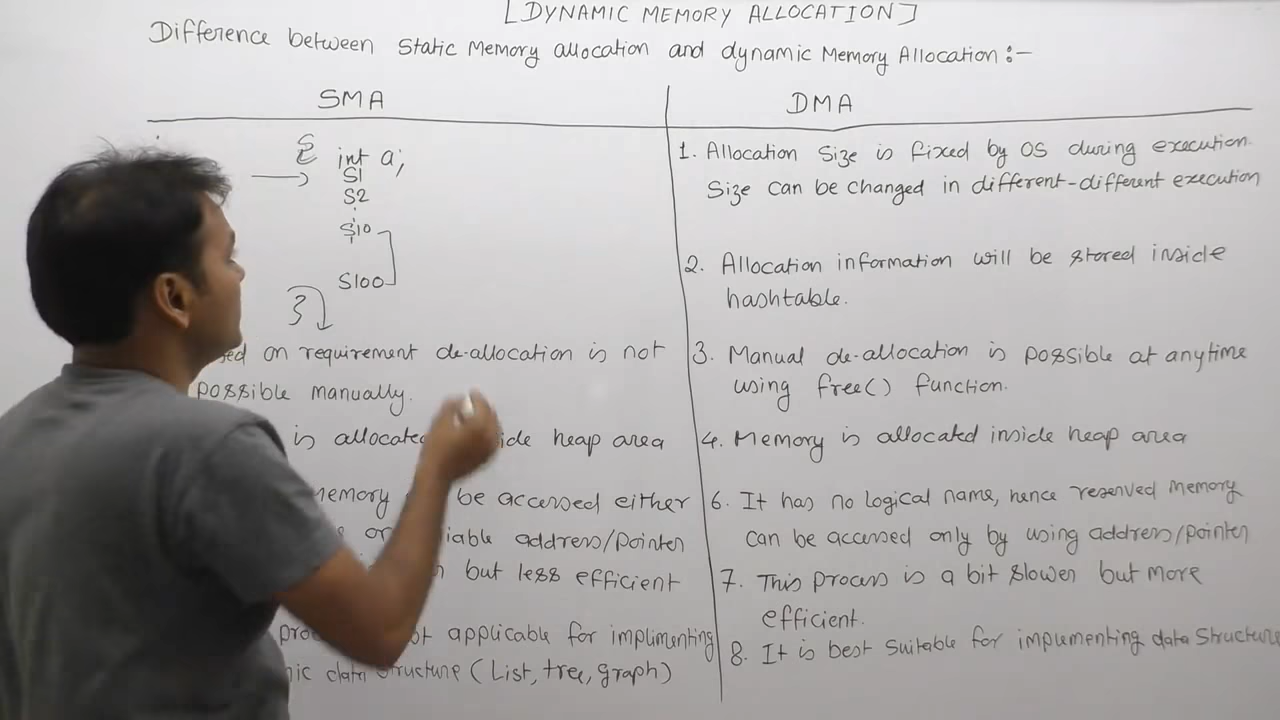 [DYNAMIC MEMORY ALLOCATION]
Difference between Static Memory allocation and dynamic Memory Allocation :-
SMA
int a;
S1
S2
S10
S100
on requirement de-allocation is not
possible manually.
is allocated heap area
memory be accessed either
address/pointer
but less efficient
applicable for implimenting
data structure (List, tree, graph)
DMA
1. Allocation Size is fixed by OS during execution.
Size can be changed in different-different execution
2. Allocation information will be stored inside
hashtable.
3. Manual de-allocation is possible at anytime
using free() function.
4. Memory is allocated inside heap area
6. It has no logical name, hence reserved memory
can be accessed only by using address/pointer
7. This process is a bit slower but more
efficient.
8. It is best suitable for implementing data structure